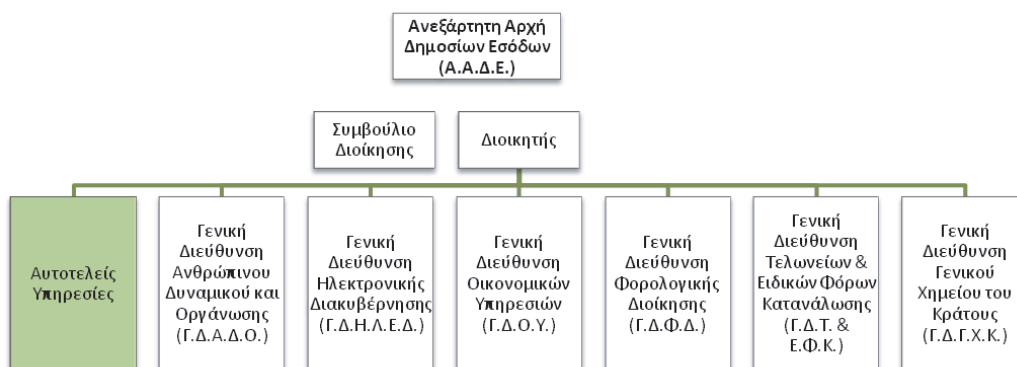 Ανεξάρτητη Αρχή
Δημοσίων Εσόδων
(Α.Α.Δ.Ε.)
Συμβούλιο
Διοίκησης
Διοικητής
Αυτοτελείς
Υπηρεσίες
Γενική
Διεύθυνση
Ανθρώπινου
Δυναμικού και
Οργάνωσης
(Γ.Δ.Α.Δ.Ο.)
Γενική
Διεύθυνση
Ηλεκτρονικής
Διακυβέρνησης
(Γ.Δ.Η.Λ.Ε.Δ.)
Γενική
Διεύθυνση
Οικονομικών
Υπηρεσιών
(Γ.Δ.Ο.Υ.)
Γενική
Διεύθυνση
Φορολογικής
Διοίκησης
(Γ.Δ.Φ.Δ.)
Γενική
Διεύθυνση
Τελωνείων &
Ειδικών Φόρων
Κατανάλωσης
(Γ.Δ.Τ. &
Ε.Φ.Κ.)
Γενική
Διεύθυνση
Γενικού
Χημείου του
Κράτους
(Γ.Δ.Γ.Χ.Κ.)